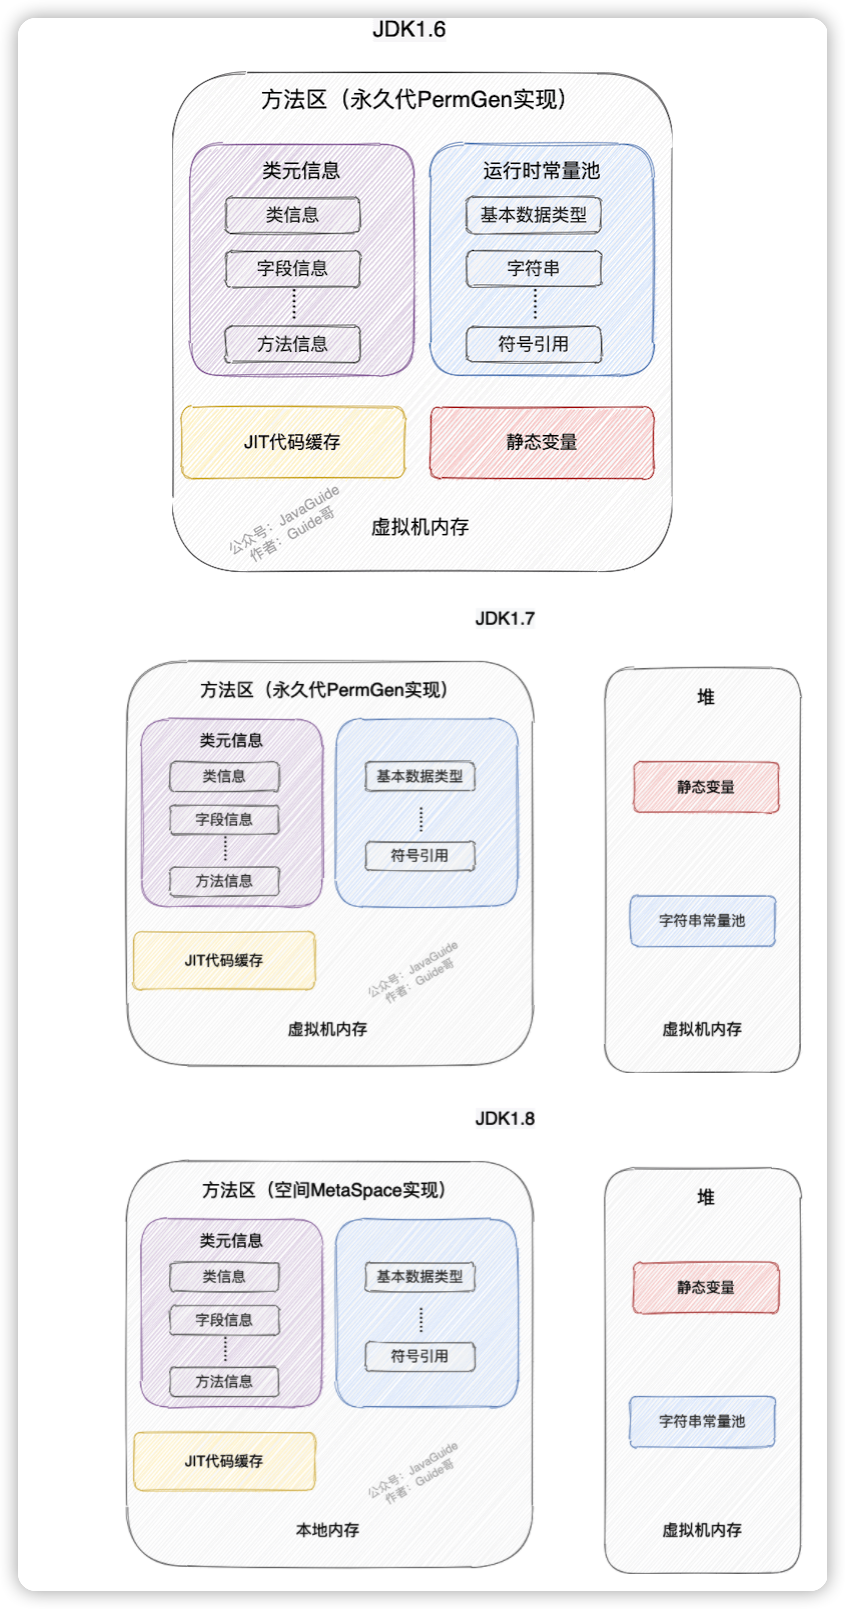 JDK1.6
方法区（永久代PermGen实现）
类元信息
类信息
字段信息
方法信息
运行时常量池
基本数据类型
字符串
符号引用
JIT代码缓存
静态变量
公众号：JavaGuide
作者：Guide哥
虚拟机内存
JDK1.7
方法区（永久代PermGen实现）
类元信息
类信息
字段信息
方法信息
基本数据类型
符号引用
JIT代码缓存
公众号：JavaGuide
作者：Guide哥
虚拟机内存
堆
静态变量
字符串常量池
虚拟机内存
JDK1.8
方法区（空间MetaSpace实现）
类元信息
类信息
字段信息
方法信息
基本数据类型
符号引用
JIT代码缓存
公众号：JavaGuide
作者：Guide哥
本地内存
堆
静态变量
字符串常量池
虚拟机内存